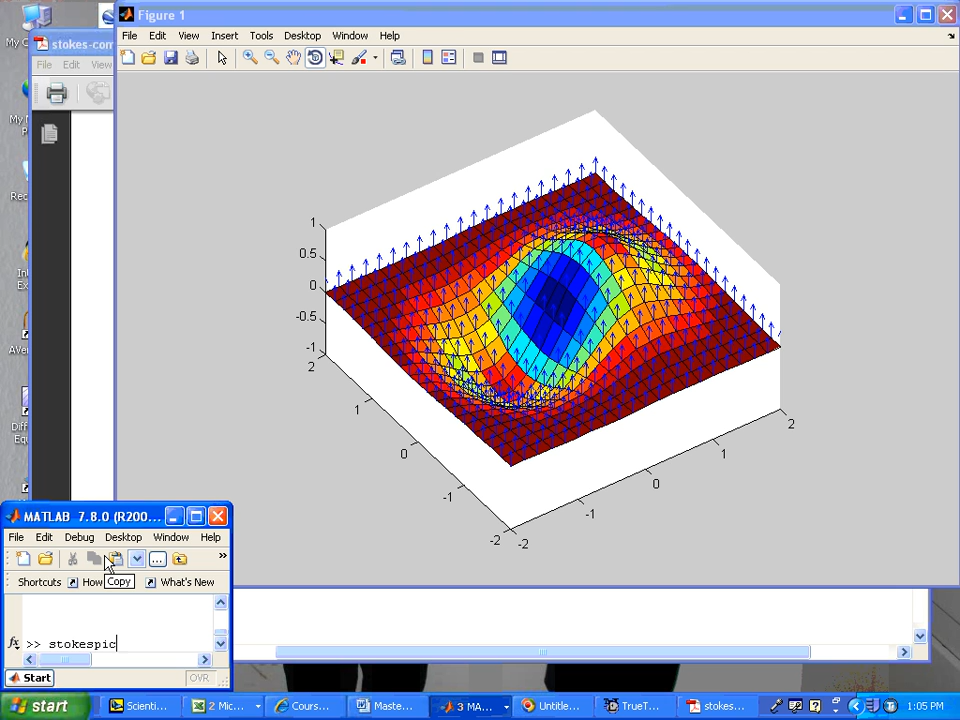 Figure 1
File Edit View Insert Tools Desktop Window Help
stokes-com
File Edit View
1
0.5
0
-0.5
-1
2
1
0
-1
-2
-2
-1
0
1
2
MATLAB 7.8.0 (R200...
File Edit Debug Desktop Window Help
Shortcuts How What's New
Copy
>> stokespic
Start
OVR
start
Scienti...
2 Mic...
Cours...
Maste...
3 MA...
Untitle...
TrueT...
stokes...
1:05 PM